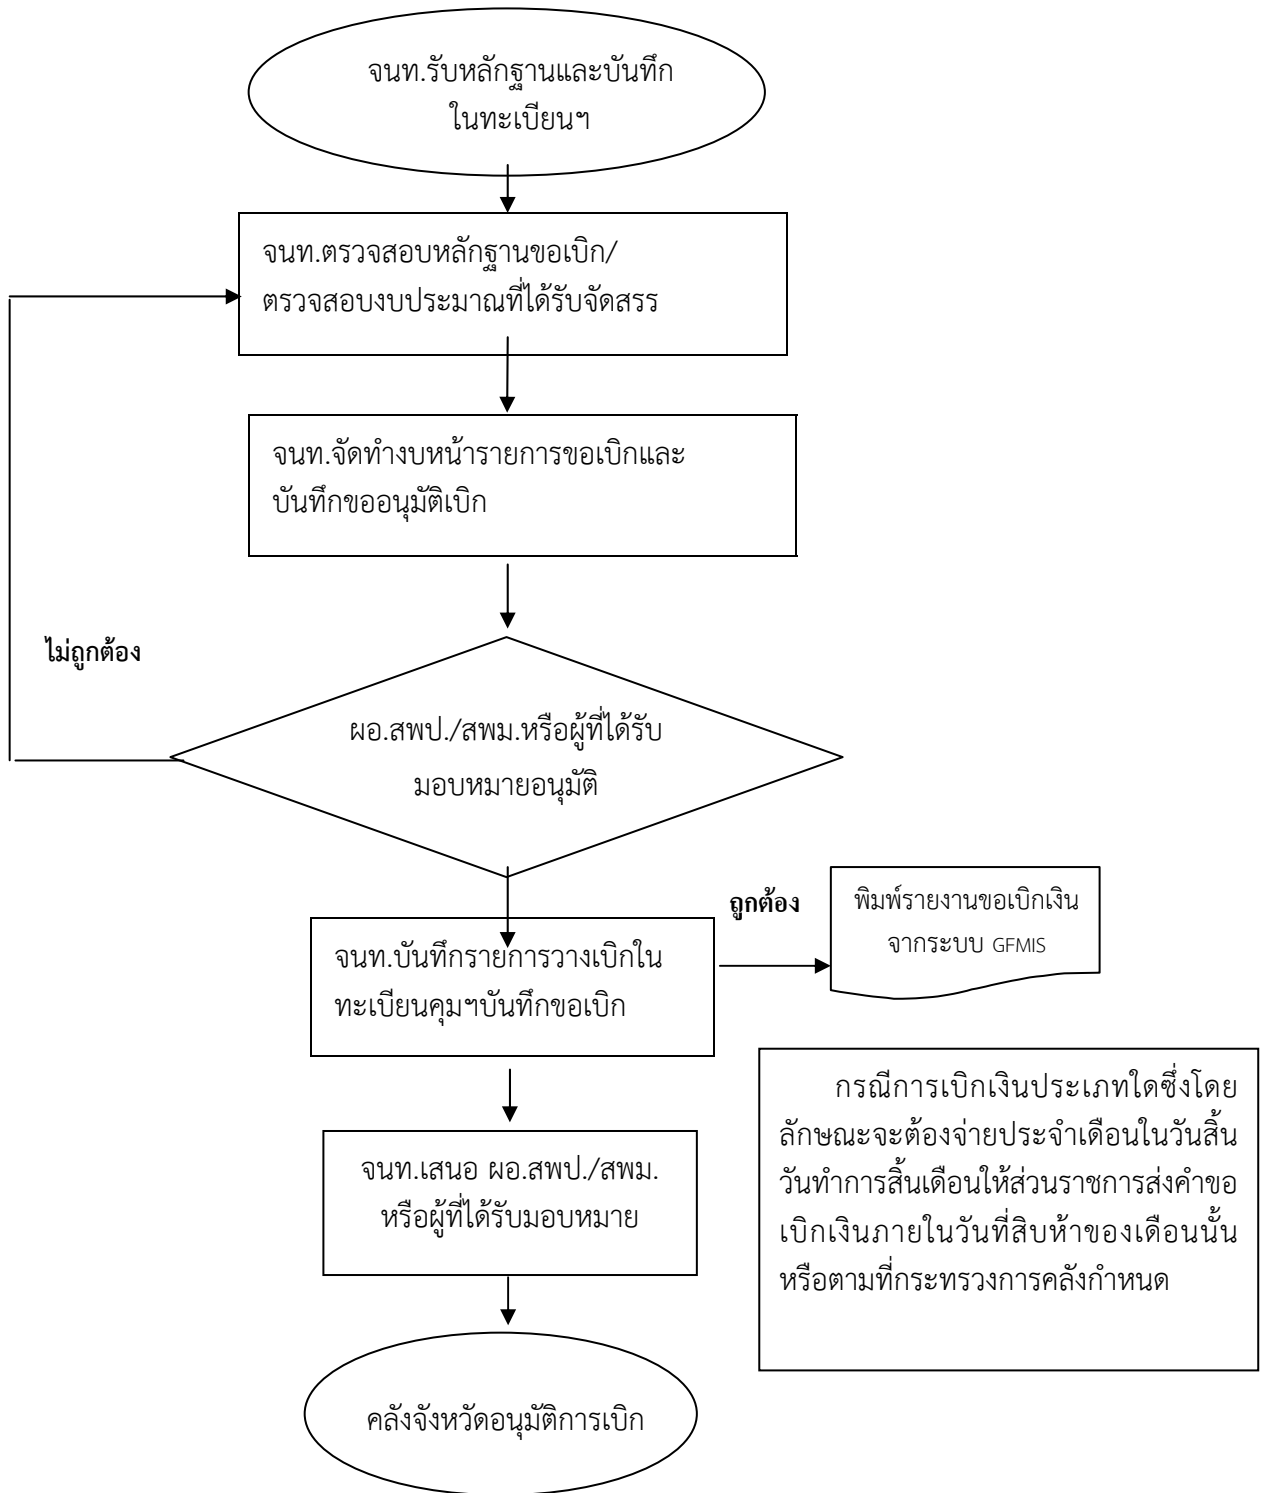 จนท.รับหลักฐานและบันทึก
ในทะเบียนฯ
จนท.ตรวจสอบหลักฐานขอเบิก/
ตรวจสอบงบประมาณที่ได้รับจัดสรร
จนท.จัดทำงบหน้ารายการขอเบิกและ
บันทึกขออนุมัติเบิก
ไม่ถูกต้อง
ผอ.สพป./สพม.หรือผู้ที่ได้รับ
มอบหมายอนุมัติ
จนท.บันทึกรายการวางเบิกใน
ทะเบียนคุมฯบันทึกขอเบิก
ถูกต้อง
พิมพ์รายงานขอเบิกเงิน
จากระบบ GFMIS
กรณีการเบิกเงินประเภทใดซึ่งโดย
ลักษณะจะต้องจ่ายประจำเดือนในวันสิ้น
วันทำการสิ้นเดือนให้ส่วนราชการส่งคำขอ
เบิกเงินภายในวันที่สิบห้าของเดือนนั้น
หรือตามที่กระทรวงการคลังกำหนด
จนท.เสนอ ผอ.สพป./สพม.
หรือผู้ที่ได้รับมอบหมาย
คลังจังหวัดอนุมัติการเบิก